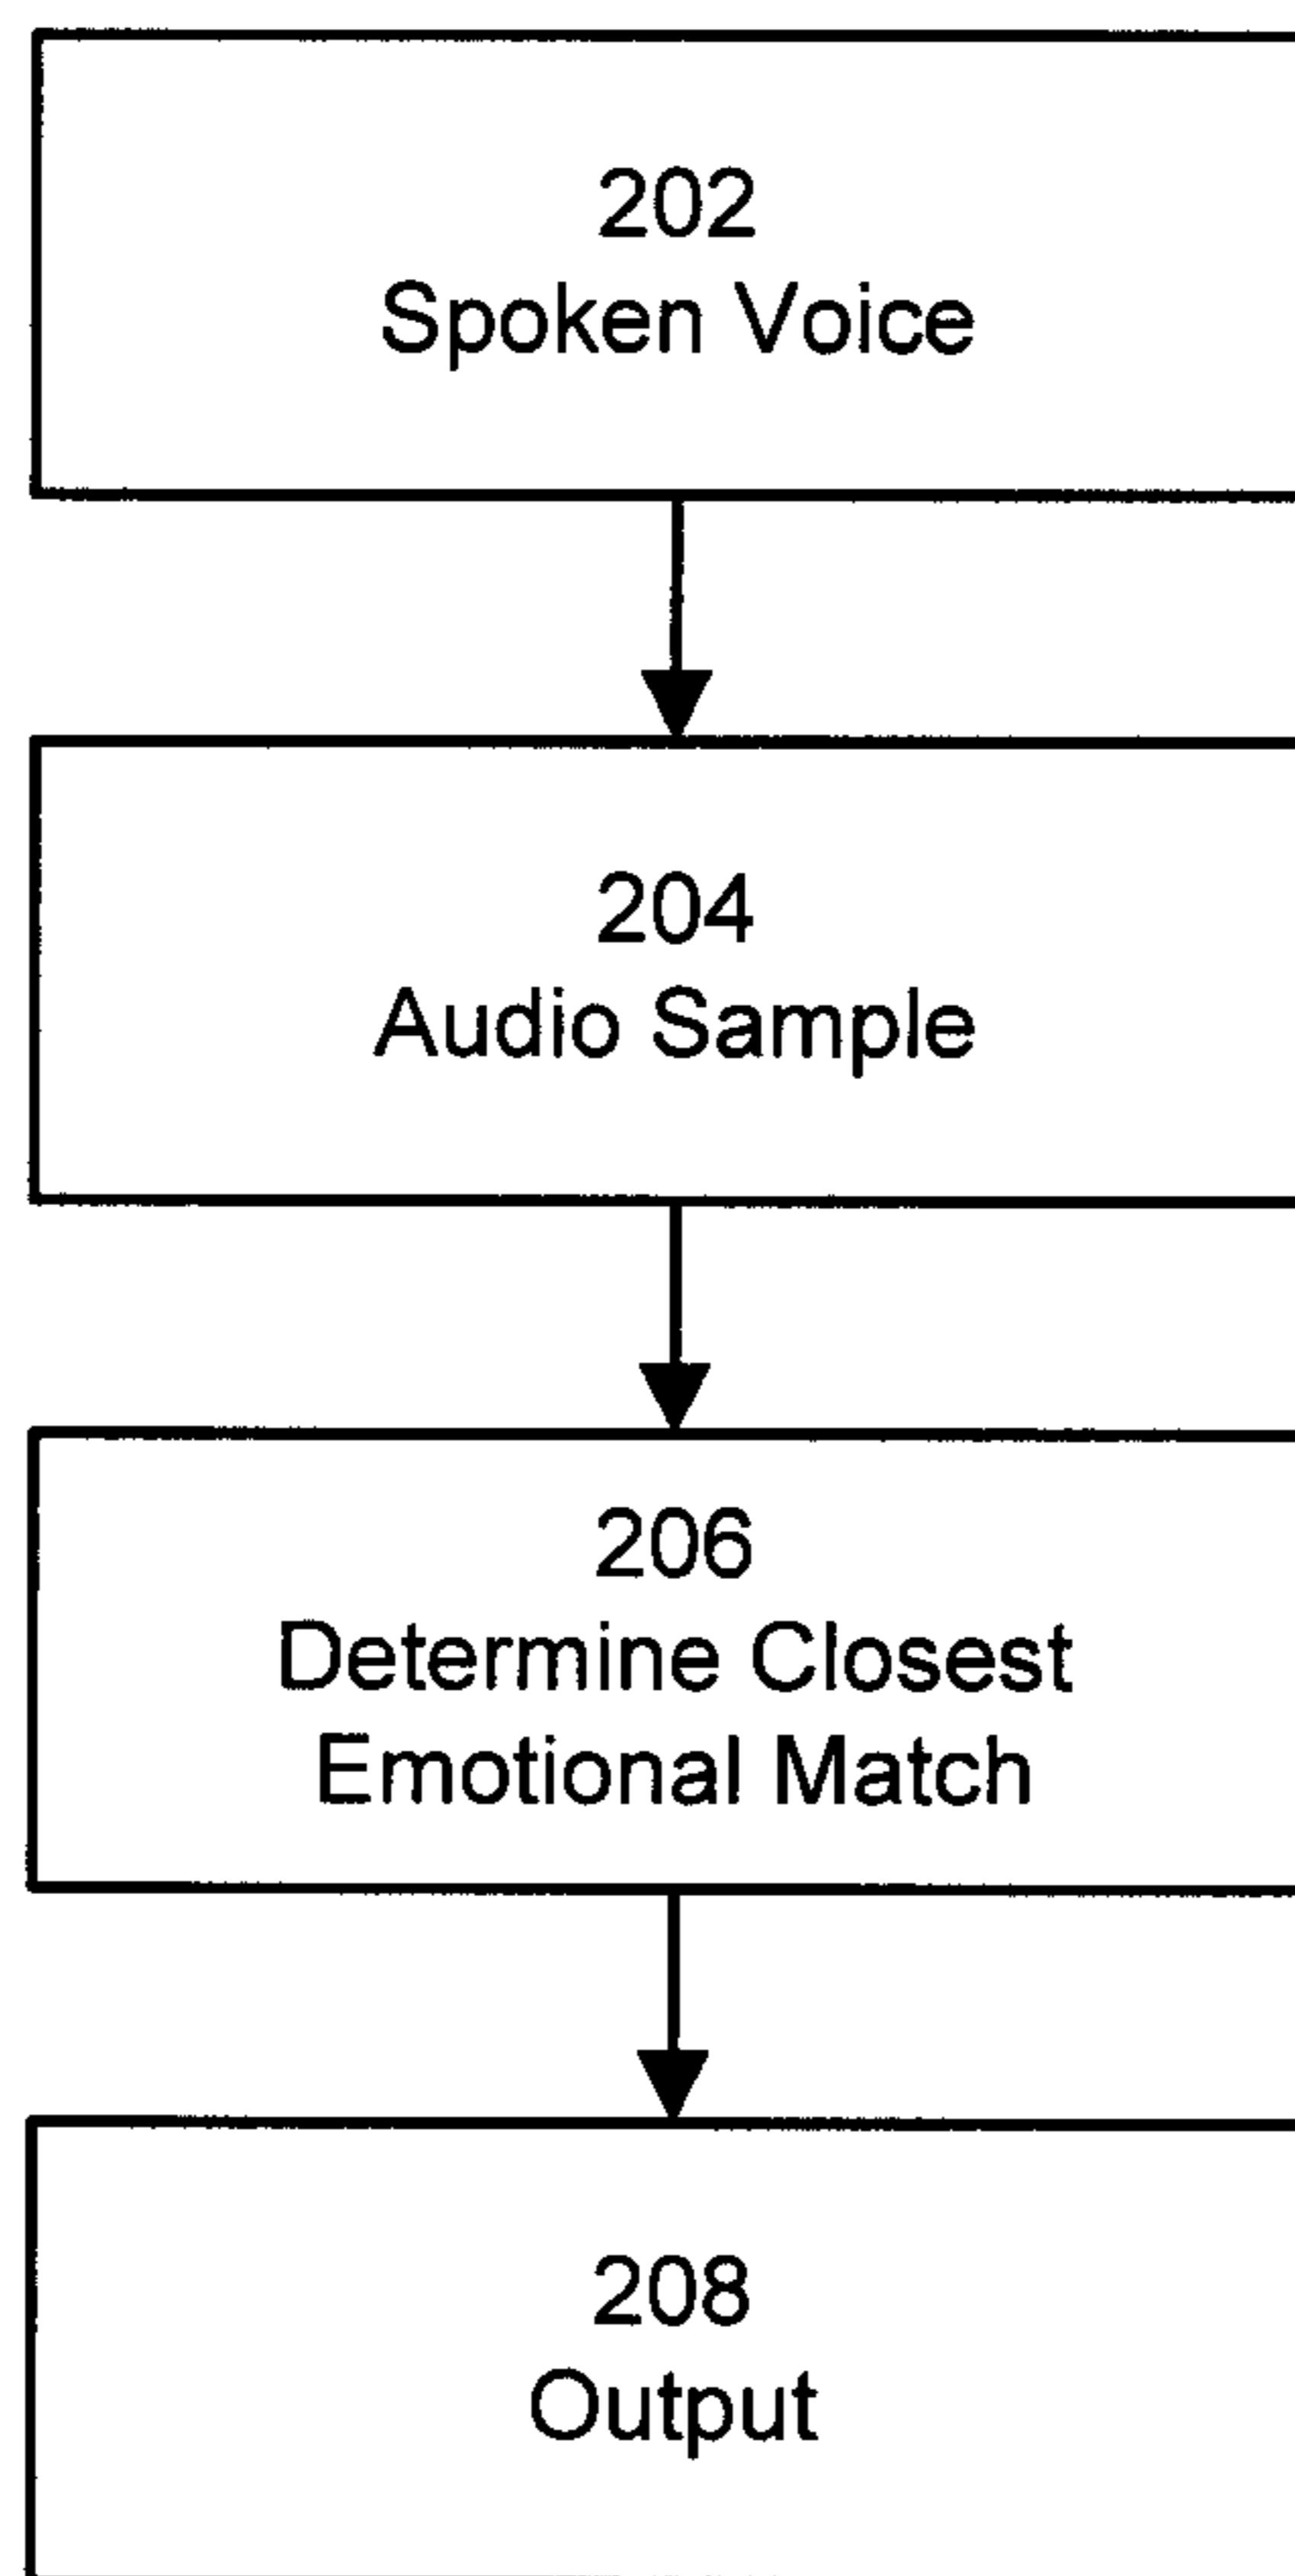 202
Spoken Voice
204
Audio Sample
206
Determine Closest
Emotional Match
208
Output